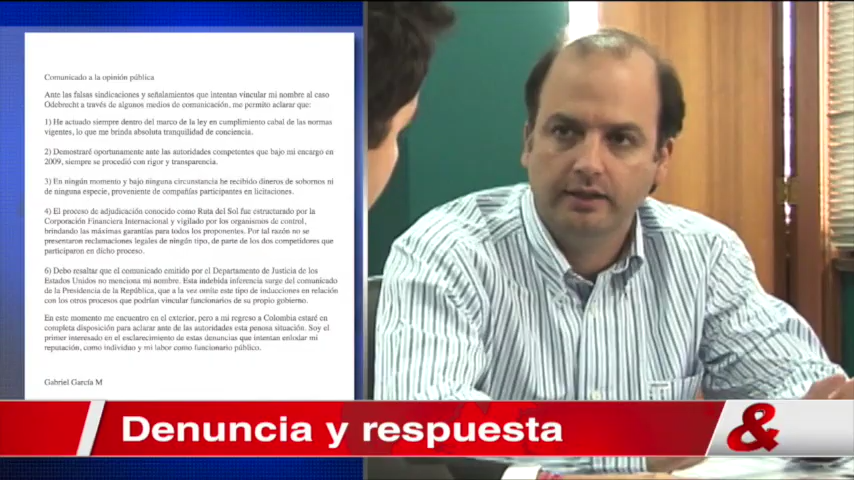 Comunicado a la opinión pública
Ante las falsas sindicaciones y señalamientos que intentan vincular mi nombre al caso
Odebrecht a través de algunos medios de comunicación, me permito aclarar que:
1) He actuado siempre dentro del marco de la ley en cumplimiento cabal de las normas
vigentes, lo que me brinda absoluta tranquilidad de conciencia.
2) Demostraré oportunamente ante las autoridades competentes que bajo mi encargo en
2009, siempre se procedió con rigor y transparencia.
3) En ningún momento y bajo ninguna circunstancia he recibido dineros de sobornos ni
de ninguna especie, proveniente de compañías participantes en licitaciones.
4) El proceso de adjudicación conocido como Ruta del Sol fue estructurado por la
Corporación Financiera Internacional y vigilado por los organismos de control,
brindando las máximas garantías para todos los proponentes. Por tal razón no se
presentaron reclamaciones legales de ningún tipo, de parte de los dos competidores que
participaron en dicho proceso.
6) Debo resaltar que el comunicado emitido por el Departamento de Justicia de los
Estados Unidos no menciona mi nombre. Esta indebida inferencia surge del comunicado
de la Presidencia de la República, que a la vez omite este tipo de inducciones en relación
con los otros procesos que podrían vincular funcionarios de su propio gobierno.
En este momento me encuentro en el exterior, pero a mi regreso a Colombia estaré en
completa disposición para aclarar ante de las autoridades esta penosa situación. Soy el
primer interesado en el esclarecimiento de estas denuncias que intentan enlodar mi
reputación, como individuo y mi labor como funcionario público.
Gabriel García M
Denuncia y respuesta
&